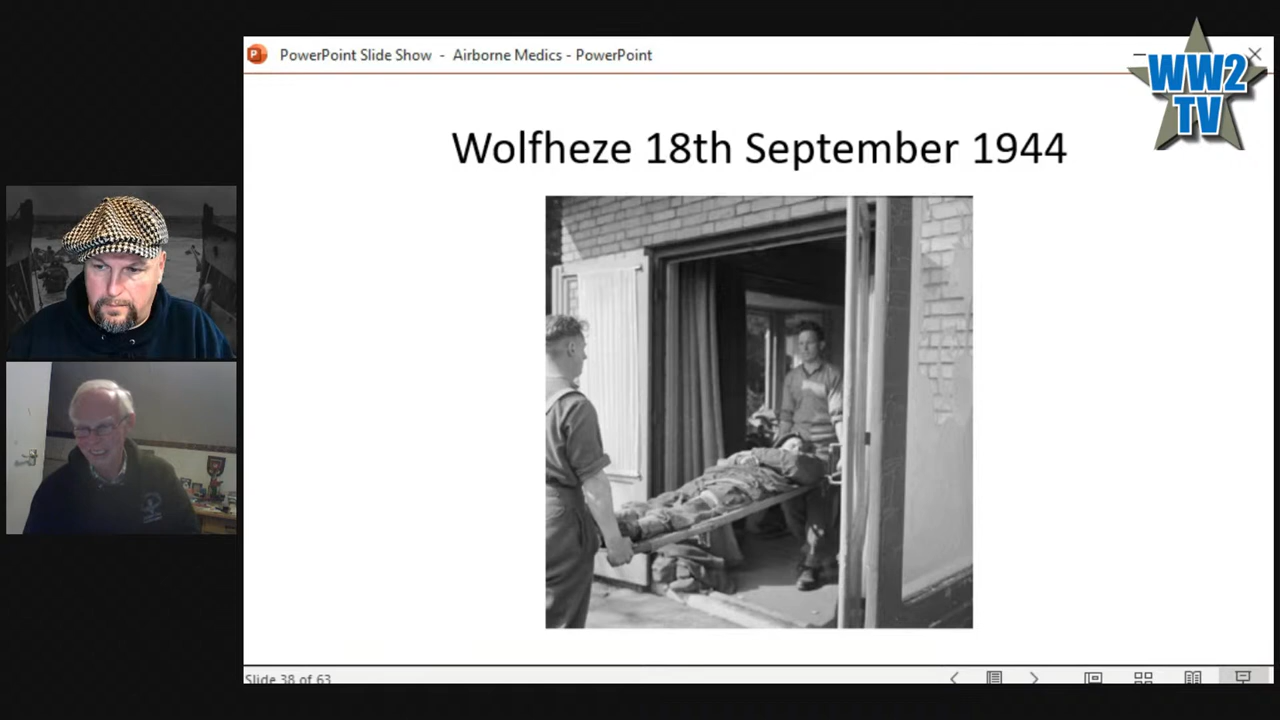 PowerPoint Slide Show - Airborne Medics - PowerPoint
WW2
TV
Wolfheze 18th September 1944
Slide 38 of 63